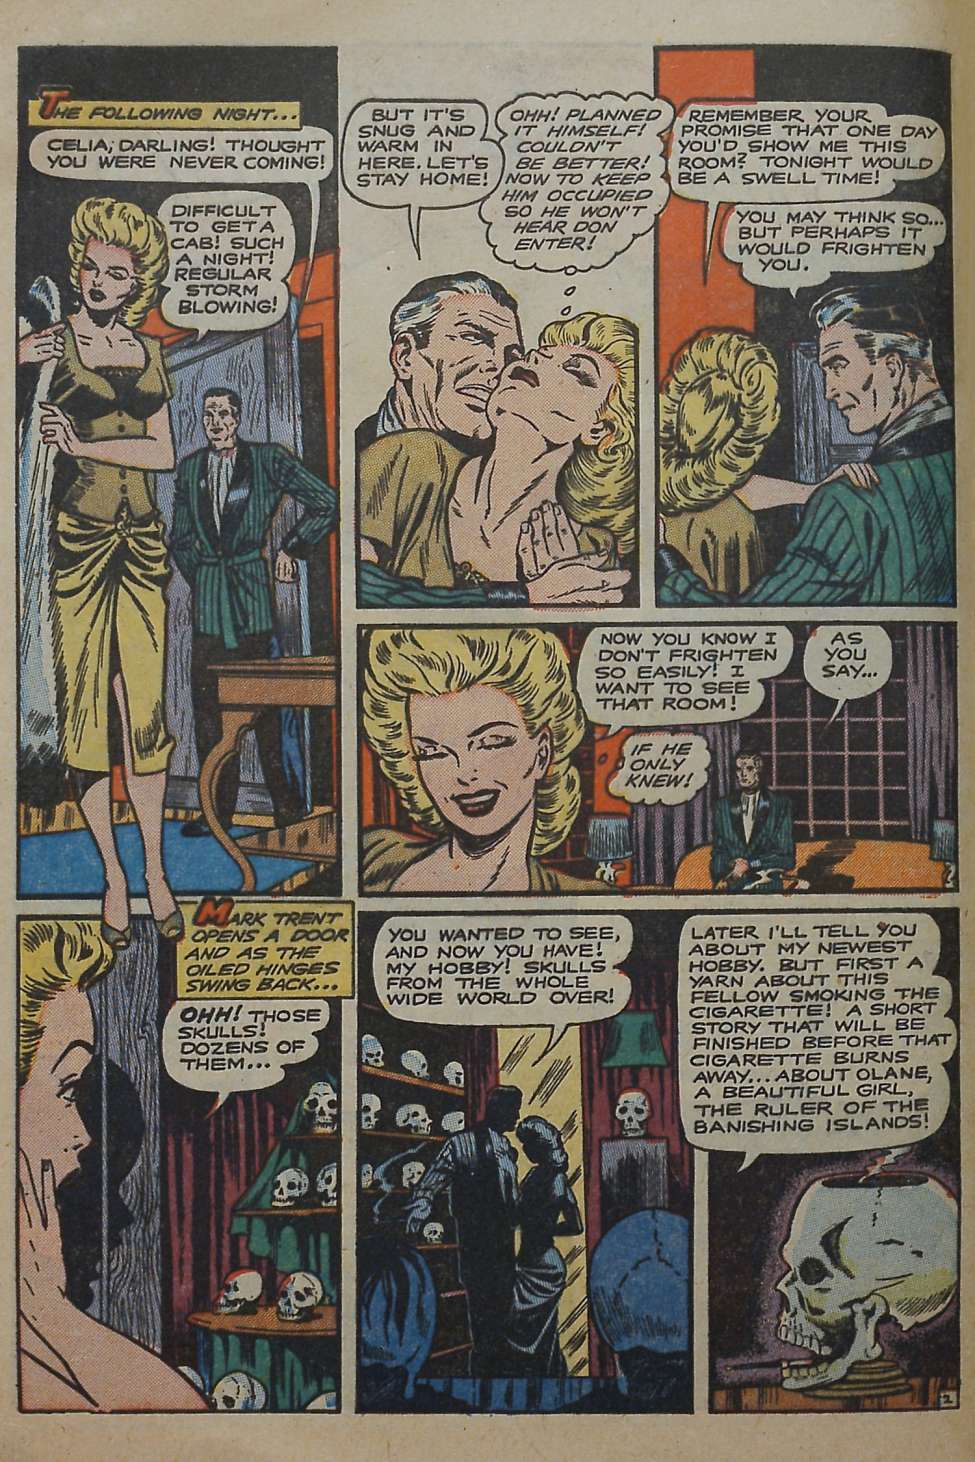 THE FOLLOWING NIGHT...
CELIA, DARLING! THOUGHT
YOU WERE NEVER COMING!
DIFFICULT
TO GET A
CAB! SUCH
A NIGHT!
REGULAR
STORM
BLOWING!
BUT IT'S
SNUG AND
WARM IN
HERE. LET'S
STAY HOME!
OHH! PLANNED
IT HIMSELF!
COULDN'T
BE BETTER!
NOW TO KEEP
HIM OCCUPIED
SO HE WON'T
HEAR DON
ENTER!
REMEMBER YOUR
PROMISE THAT ONE DAY
YOU'D SHOW ME THIS
ROOM? TONIGHT WOULD
BE A SWELL TIME!
YOU MAY THINK SO...
BUT PERHAPS IT
WOULD FRIGHTEN
YOU.
NOW YOU KNOW I
DON'T FRIGHTEN
SO EASILY! I
WANT TO SEE
THAT ROOM!
IF HE
ONLY
KNEW!
AS
YOU
SAY...
MARK TRENT
OPENS A DOOR
AND AS THE
OILED HINGES
SWING BACK...
OHH! THOSE
SKULLS!
DOZENS OF
THEM...
YOU WANTED TO SEE,
AND NOW YOU HAVE!
MY HOBBY! SKULLS
FROM THE WHOLE
WIDE WORLD OVER!
LATER I'LL TELL YOU
ABOUT MY NEWEST
HOBBY. BUT FIRST A
YARN ABOUT THIS
FELLOW SMOKING THE
CIGARETTE! A SHORT
STORY THAT WILL BE
FINISHED BEFORE THAT
CIGARETTE BURNS
AWAY... ABOUT OLANE,
A BEAUTIFUL GIRL,
THE RULER OF THE
BANISHING ISLANDS!
2